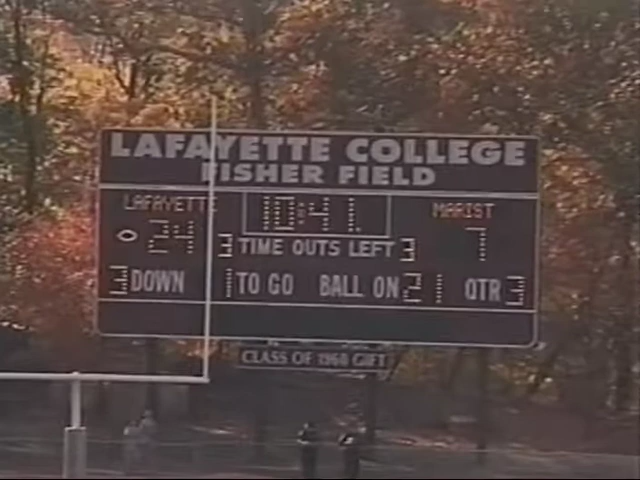 LAFAYETTE COLLEGE
FISHER FIELD
LAFAYETTE 10:41 MARIST
24 3 TIME OUTS LEFT 3 7
3 DOWN 1 TO GO BALL ON 21 QTR 3
CLASS OF 1960 GIFT